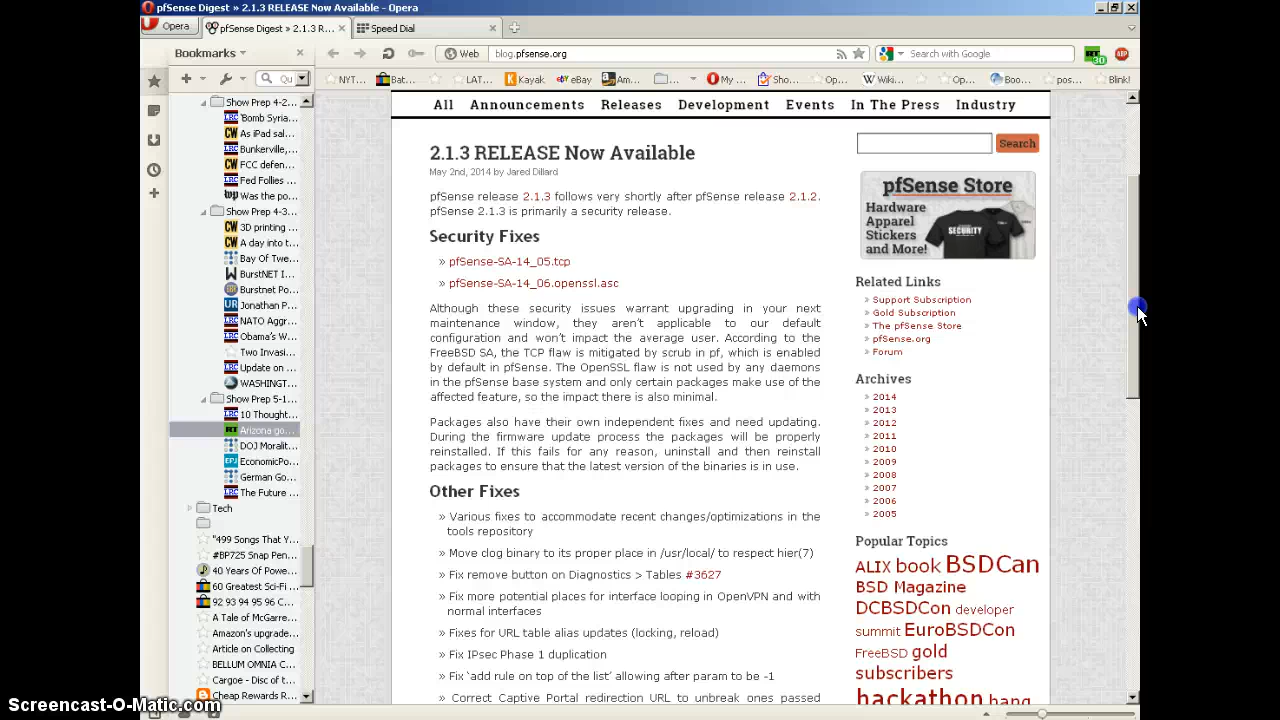 pfSense Digest » 2.1.3 RELEASE Now Available - Opera
Opera
pfSense Digest » 2.1.3 R...
Speed Dial
Bookmarks
Web
blog.pfsense.org
Search with Google
30
ABP
Qu
NYT...
Bat...
LAT...
Kayak
eBay
Am...
My ...
Sho...
Op...
Wiki...
Op...
Boo...
pos...
Blink!
Show Prep 4-2...
'Bomb Syria...
As iPad sal...
Bunkerville,...
FCC defen...
Fed Follies ...
Was the po...
Show Prep 4-3...
3D printing ...
A day into t...
Bay Of Twe...
BurstNET I...
Burstnet Po...
Jonathan P...
NATO Aggr...
Obama's W...
Two Invasi...
Update on ...
WASHINGT...
Show Prep 5-1...
10 Thought...
Arizona go...
DOJ Moralit...
EconomicPo...
German Go...
The Future ...
Tech
"499 Songs That Y...
#BP725 Snap Pen...
40 Years Of Powe...
60 Greatest Sci-Fi ...
92 93 94 95 96 C...
A Tale of McGarre...
Amazon's upgrade...
Article on Collecting
BELLUM OMNIA C...
Cargoe - Disc of t...
Cheap Rewards R...
All Announcements Releases Development Events In The Press Industry
2.1.3 RELEASE Now Available
May 2nd, 2014 by Jared Dillard
pfSense release 2.1.3 follows very shortly after pfSense release 2.1.2.
pfSense 2.1.3 is primarily a security release.
Security Fixes
» pfSense-SA-14_05.tcp
» pfSense-SA-14_06.openssl.asc
Although these security issues warrant upgrading in your next
maintenance window, they aren't applicable to our default
configuration and won't impact the average user. According to the
FreeBSD SA, the TCP flaw is mitigated by scrub in pf, which is enabled
by default in pfSense. The OpenSSL flaw is not used by any daemons
in the pfSense base system and only certain packages make use of the
affected feature, so the impact there is also minimal.
Packages also have their own independent fixes and need updating.
During the firmware update process the packages will be properly
reinstalled. If this fails for any reason, uninstall and then reinstall
packages to ensure that the latest version of the binaries is in use.
Other Fixes
» Various fixes to accommodate recent changes/optimizations in the
tools repository
» Move clog binary to its proper place in /usr/local/ to respect hier(7)
» Fix remove button on Diagnostics > Tables #3627
» Fix more potential places for interface looping in OpenVPN and with
normal interfaces
» Fixes for URL table alias updates (locking, reload)
» Fix IPsec Phase 1 duplication
» Fix 'add rule on top of the list' allowing after param to be -1
» Correct Captive Portal redirection URL to unbreak ones passed
Search
pfSense Store
Hardware
Apparel
Stickers
and More!
SECURITY
Related Links
» Support Subscription
» Gold Subscription
» The pfSense Store
» pfSense.org
» Forum
Archives
» 2014
» 2013
» 2012
» 2011
» 2010
» 2009
» 2008
» 2007
» 2006
» 2005
Popular Topics
ALIX book BSDCan
BSD Magazine
DCBSDCon developer
summit EuroBSDCon
FreeBSD gold
subscribers
hackathon hang
Screencast-O-Matic.com